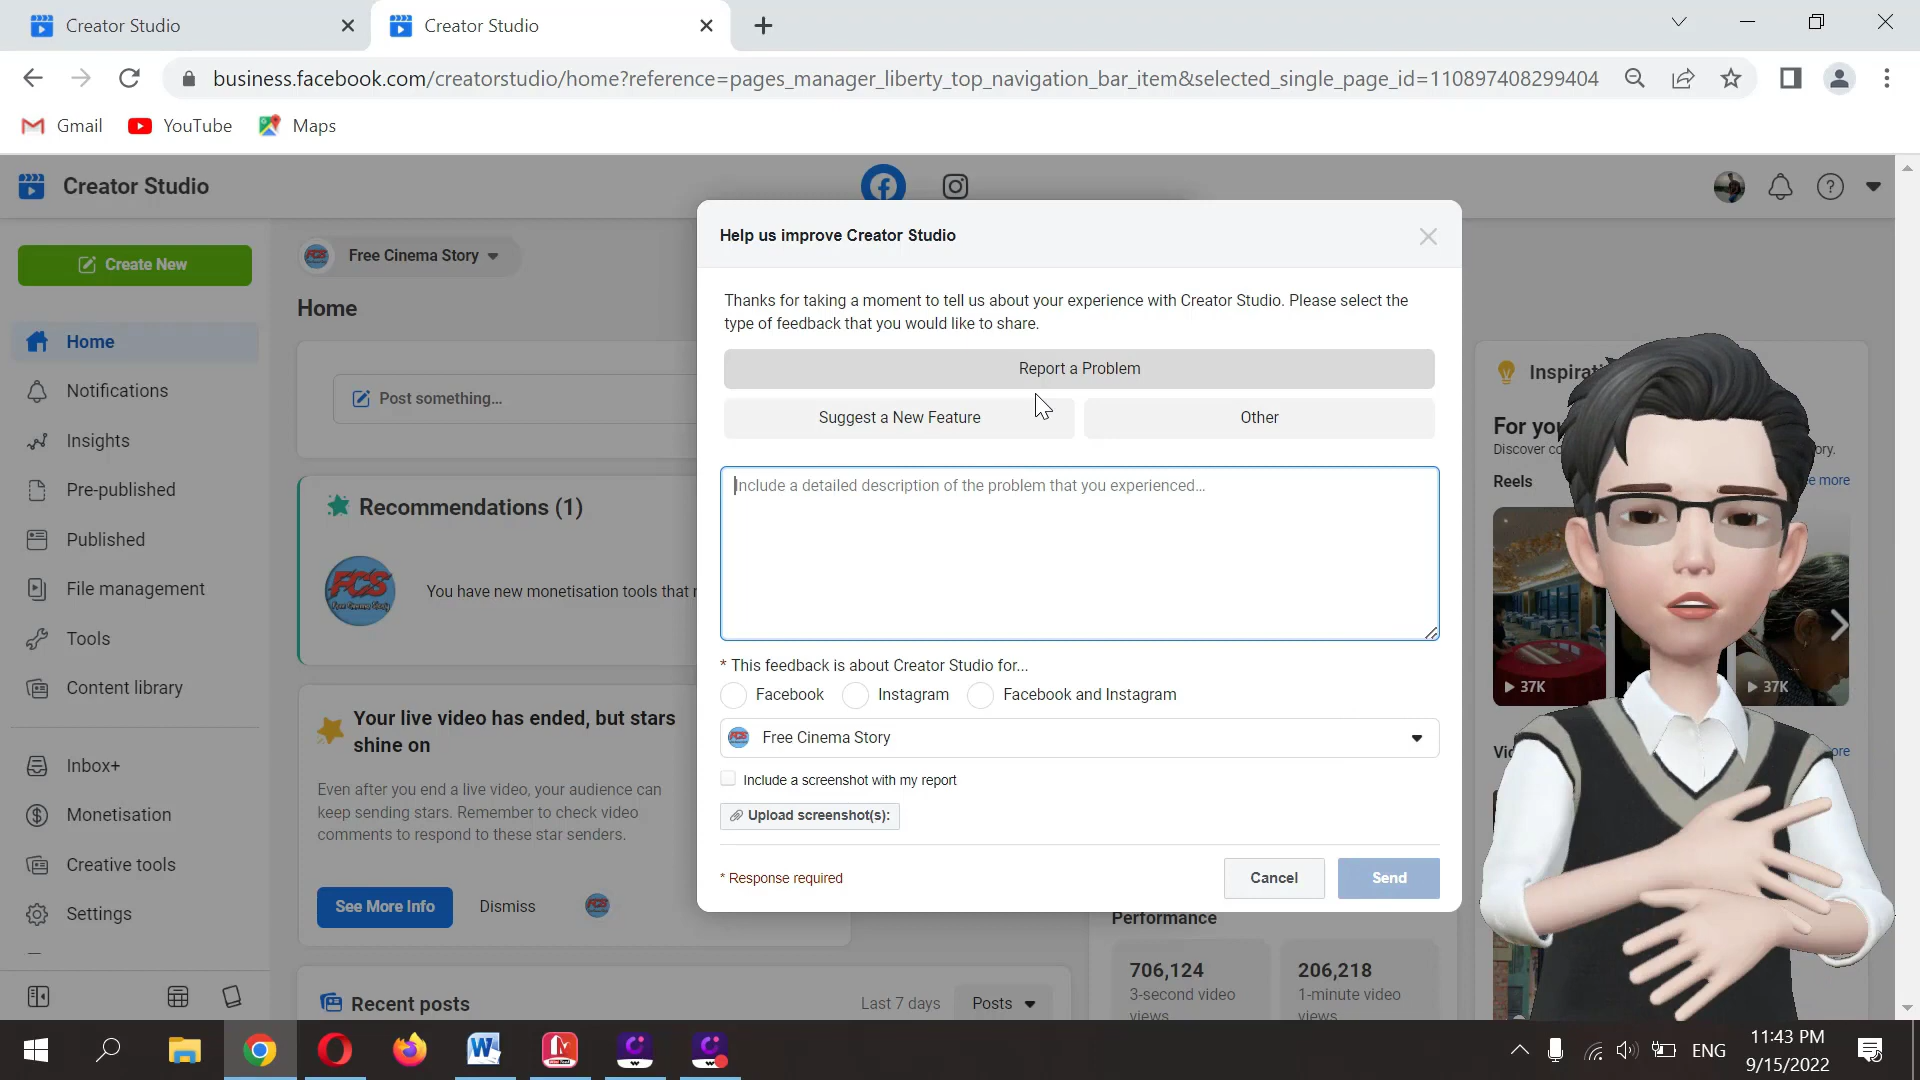 Creator Studio
Creator Studio
business.facebook.com/creatorstudio/home?reference=pages_manager_liberty_top_navigation_bar_item&selected_single_page_id=110897408299404
Gmail
YouTube
Maps
Creator Studio
Create New
Home
Notifications
Insights
Pre-published
Published
File management
Tools
Content library
Inbox+
Monetisation
Creative tools
Settings
Free Cinema Story
Home
Post something...
Recommendations (1)
FCS
Free Cinema Story
You have new monetisation tools that
Your live video has ended, but stars
shine on
Even after you end a live video, your audience can
keep sending stars. Remember to check video
comments to respond to these star senders.
See More Info
Dismiss
Recent posts
Last 7 days
Posts
Help us improve Creator Studio
Thanks for taking a moment to tell us about your experience with Creator Studio. Please select the
type of feedback that you would like to share.
Report a Problem
Suggest a New Feature
Other
Include a detailed description of the problem that you experienced...
* This feedback is about Creator Studio for...
Facebook
Instagram
Facebook and Instagram
Free Cinema Story
Include a screenshot with my report
Upload screenshot(s):
* Response required
Cancel
Send
Performance
706,124
3-second video
views
206,218
1-minute video
views
Inspirati
For you
Discover
Reels
e more
37K
37K
ENG
11:43 PM
9/15/2022